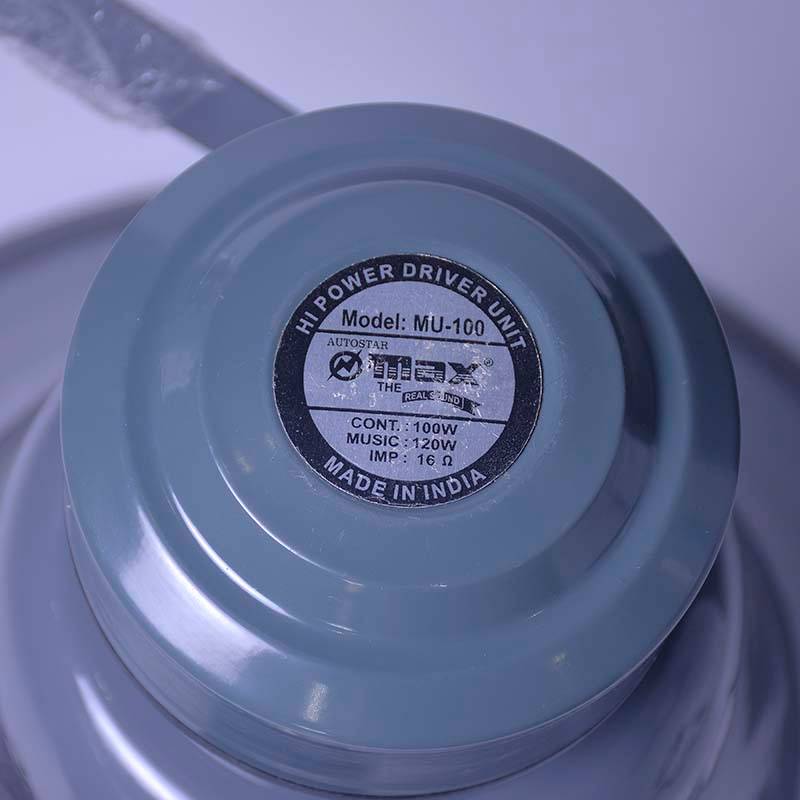 HI POWER DRIVER UNIT
Model: MU-100
AUTOSTAR
max®
THE REAL SOUND
CONT. : 100W
MUSIC : 120W
IMP : 16 Ω
MADE IN INDIA